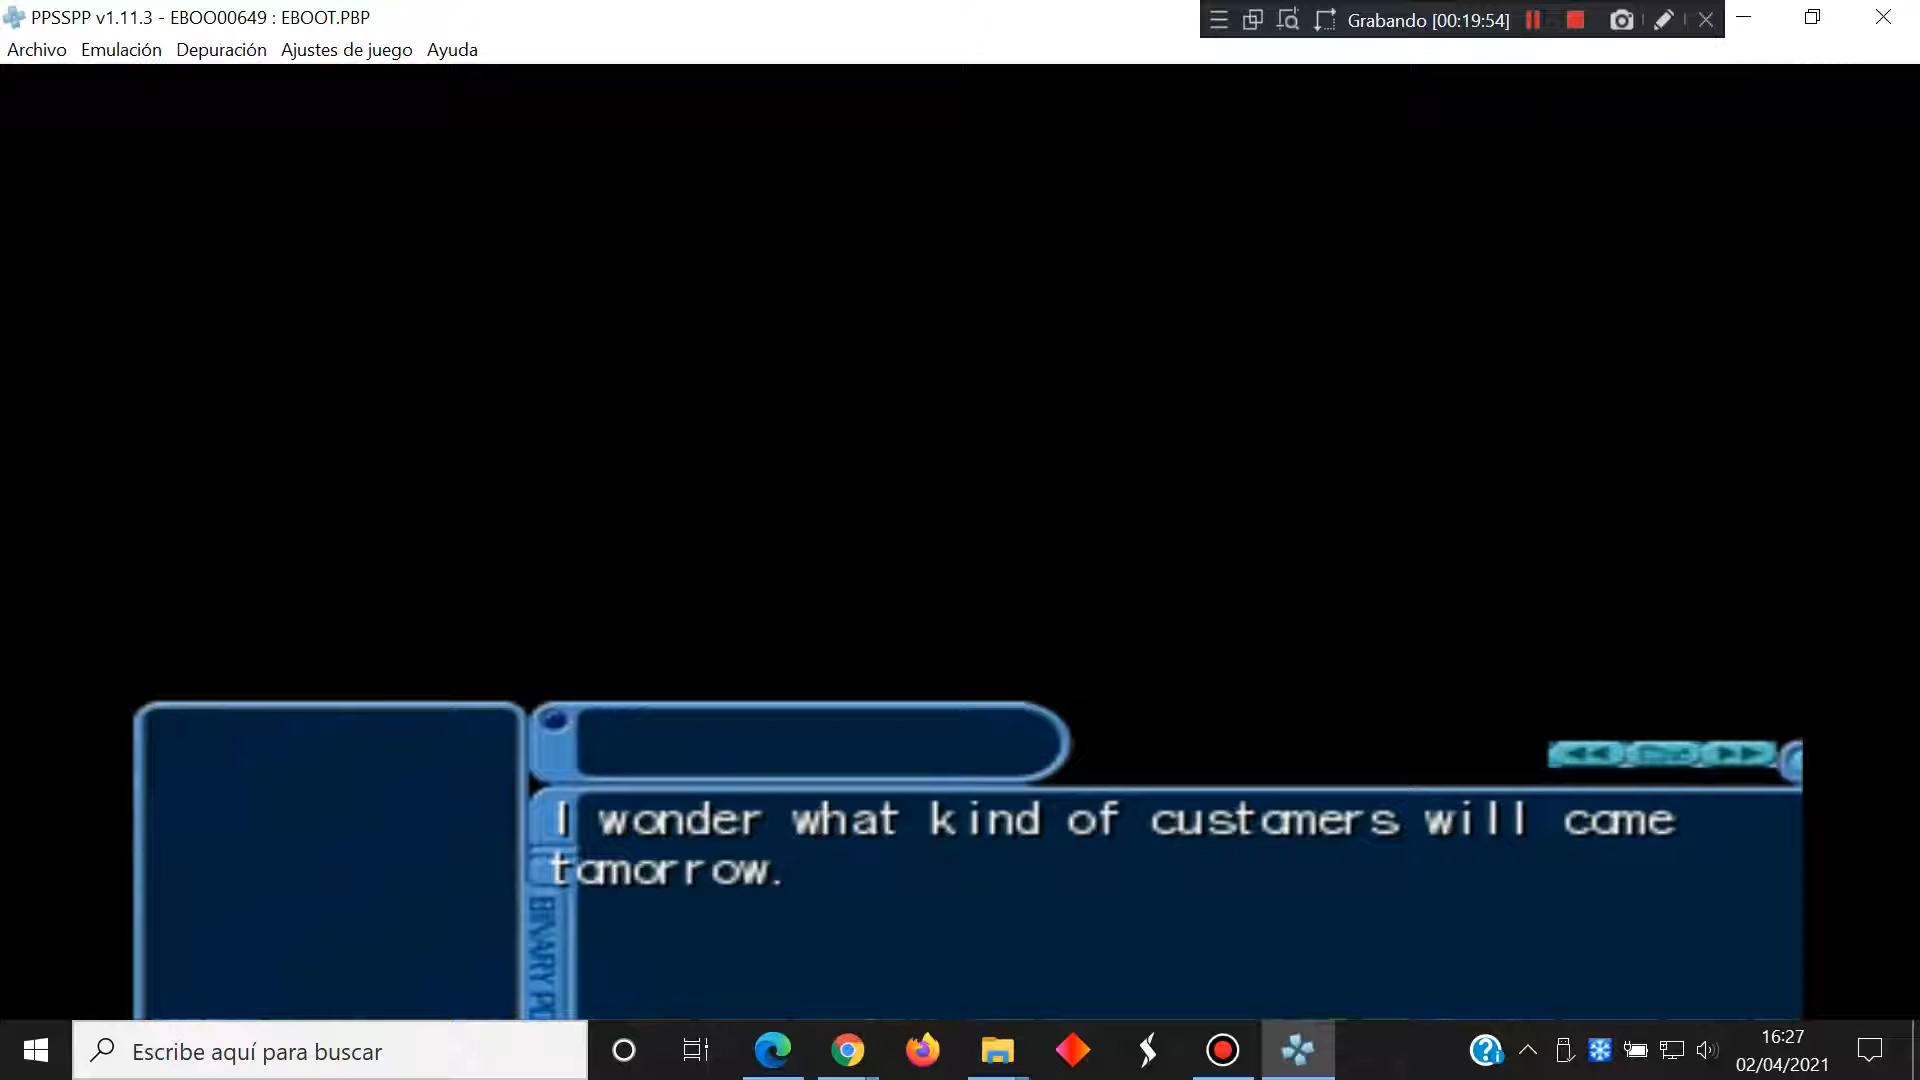 PPSSPP v1.11.3 - EBOO00649 : EBOOT.PBP
Grabando [00:19:54]
Archivo Emulación Depuración Ajustes de juego Ayuda
I wonder what kind of customers will come
tomorrow.
BINARY
Escribe aquí para buscar
16:27
02/04/2021